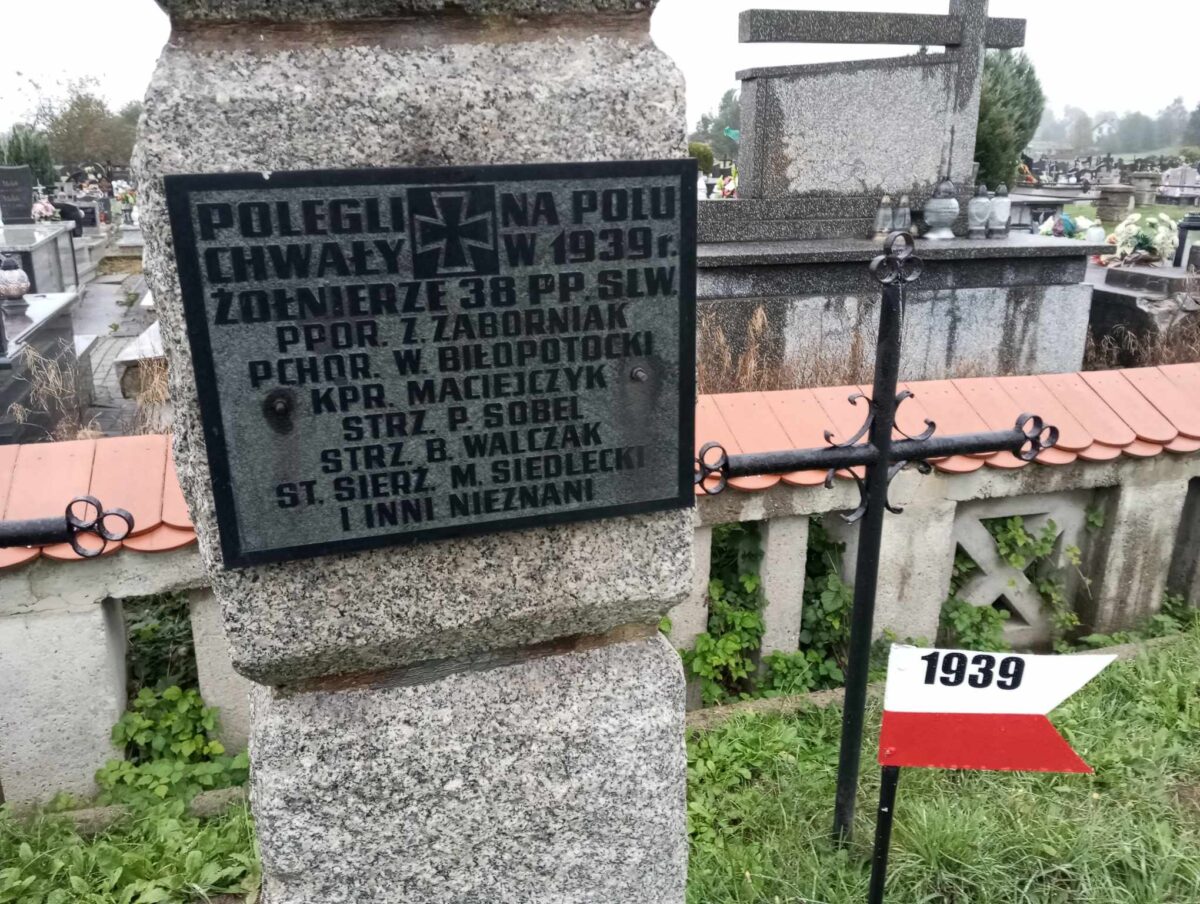 POLEGLI NA POLU
CHWAŁY W 1939 r.
ŻOŁNIERZE 38 PP. SLW.
PPOR. Z. ZABORNIAK
PCHOR. W. BIŁOPOTOCKI
KPR. MACIEJCZYK
STRZ. P. SOBEL
STRZ. B. WALCZAK
ST. SIERŻ. M. SIEDLECKI
I INNI NIEZNANI
1939